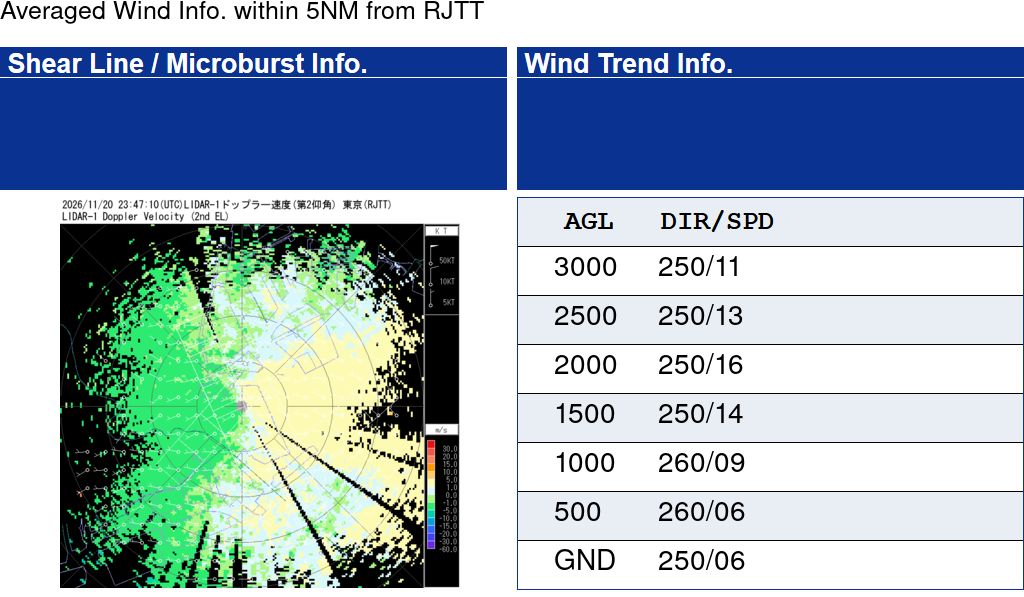 Averaged Wind Info. within 5NM from RJTT
Shear Line / Microburst Info.
Wind Trend Info.
2026/11/20 23:47:10(UTC)LIDAR-1ドップラー速度(第2仰角) 東京(RJTT)
LIDAR-1 Doppler Velocity (2nd EL)
K T
50KT
10KT
5KT
m/s
30.0
20.0
15.0
10.0
5.0
1.0
0.0
-1.0
-5.0
-10.0
-15.0
-20.0
-30.0
-60.0
AGL DIR/SPD
3000 250/11
2500 250/13
2000 250/16
1500 250/14
1000 260/09
500 260/06
GND 250/06